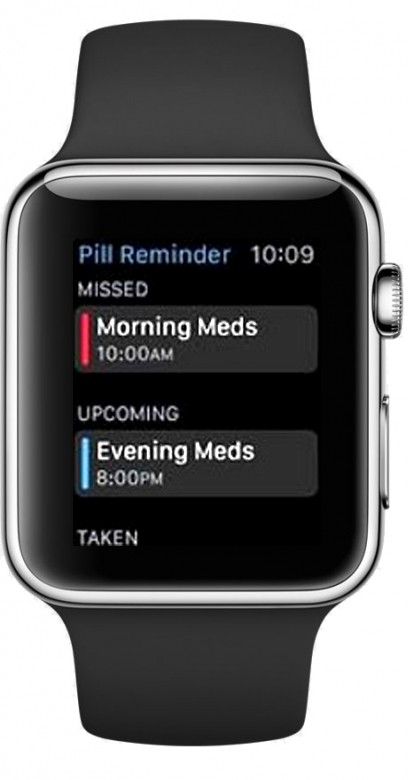 Pill Reminder 10:09
MISSED
Morning Meds
10:00AM
UPCOMING
Evening Meds
8:00PM
TAKEN